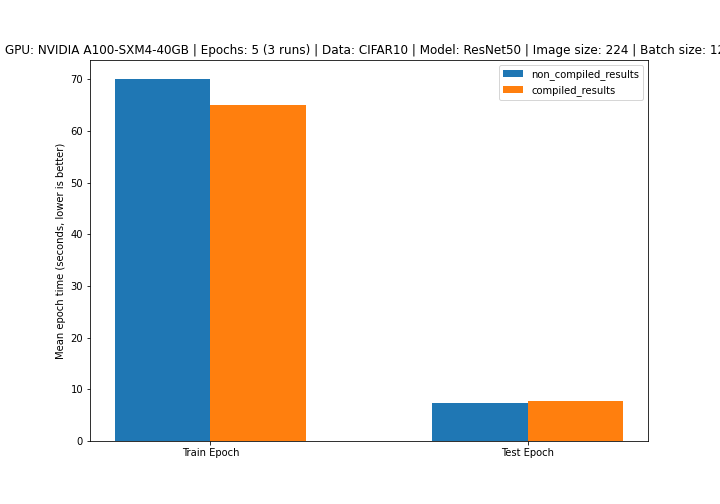 GPU: NVIDIA A100-SXM4-40GB | Epochs: 5 (3 runs) | Data: CIFAR10 | Model: ResNet50 | Image size: 224 | Batch size:
non_compiled_results
compiled_results
Mean epoch time (seconds, lower is better)
70
60
50
40
30
20
10
0
Train Epoch
Test Epoch